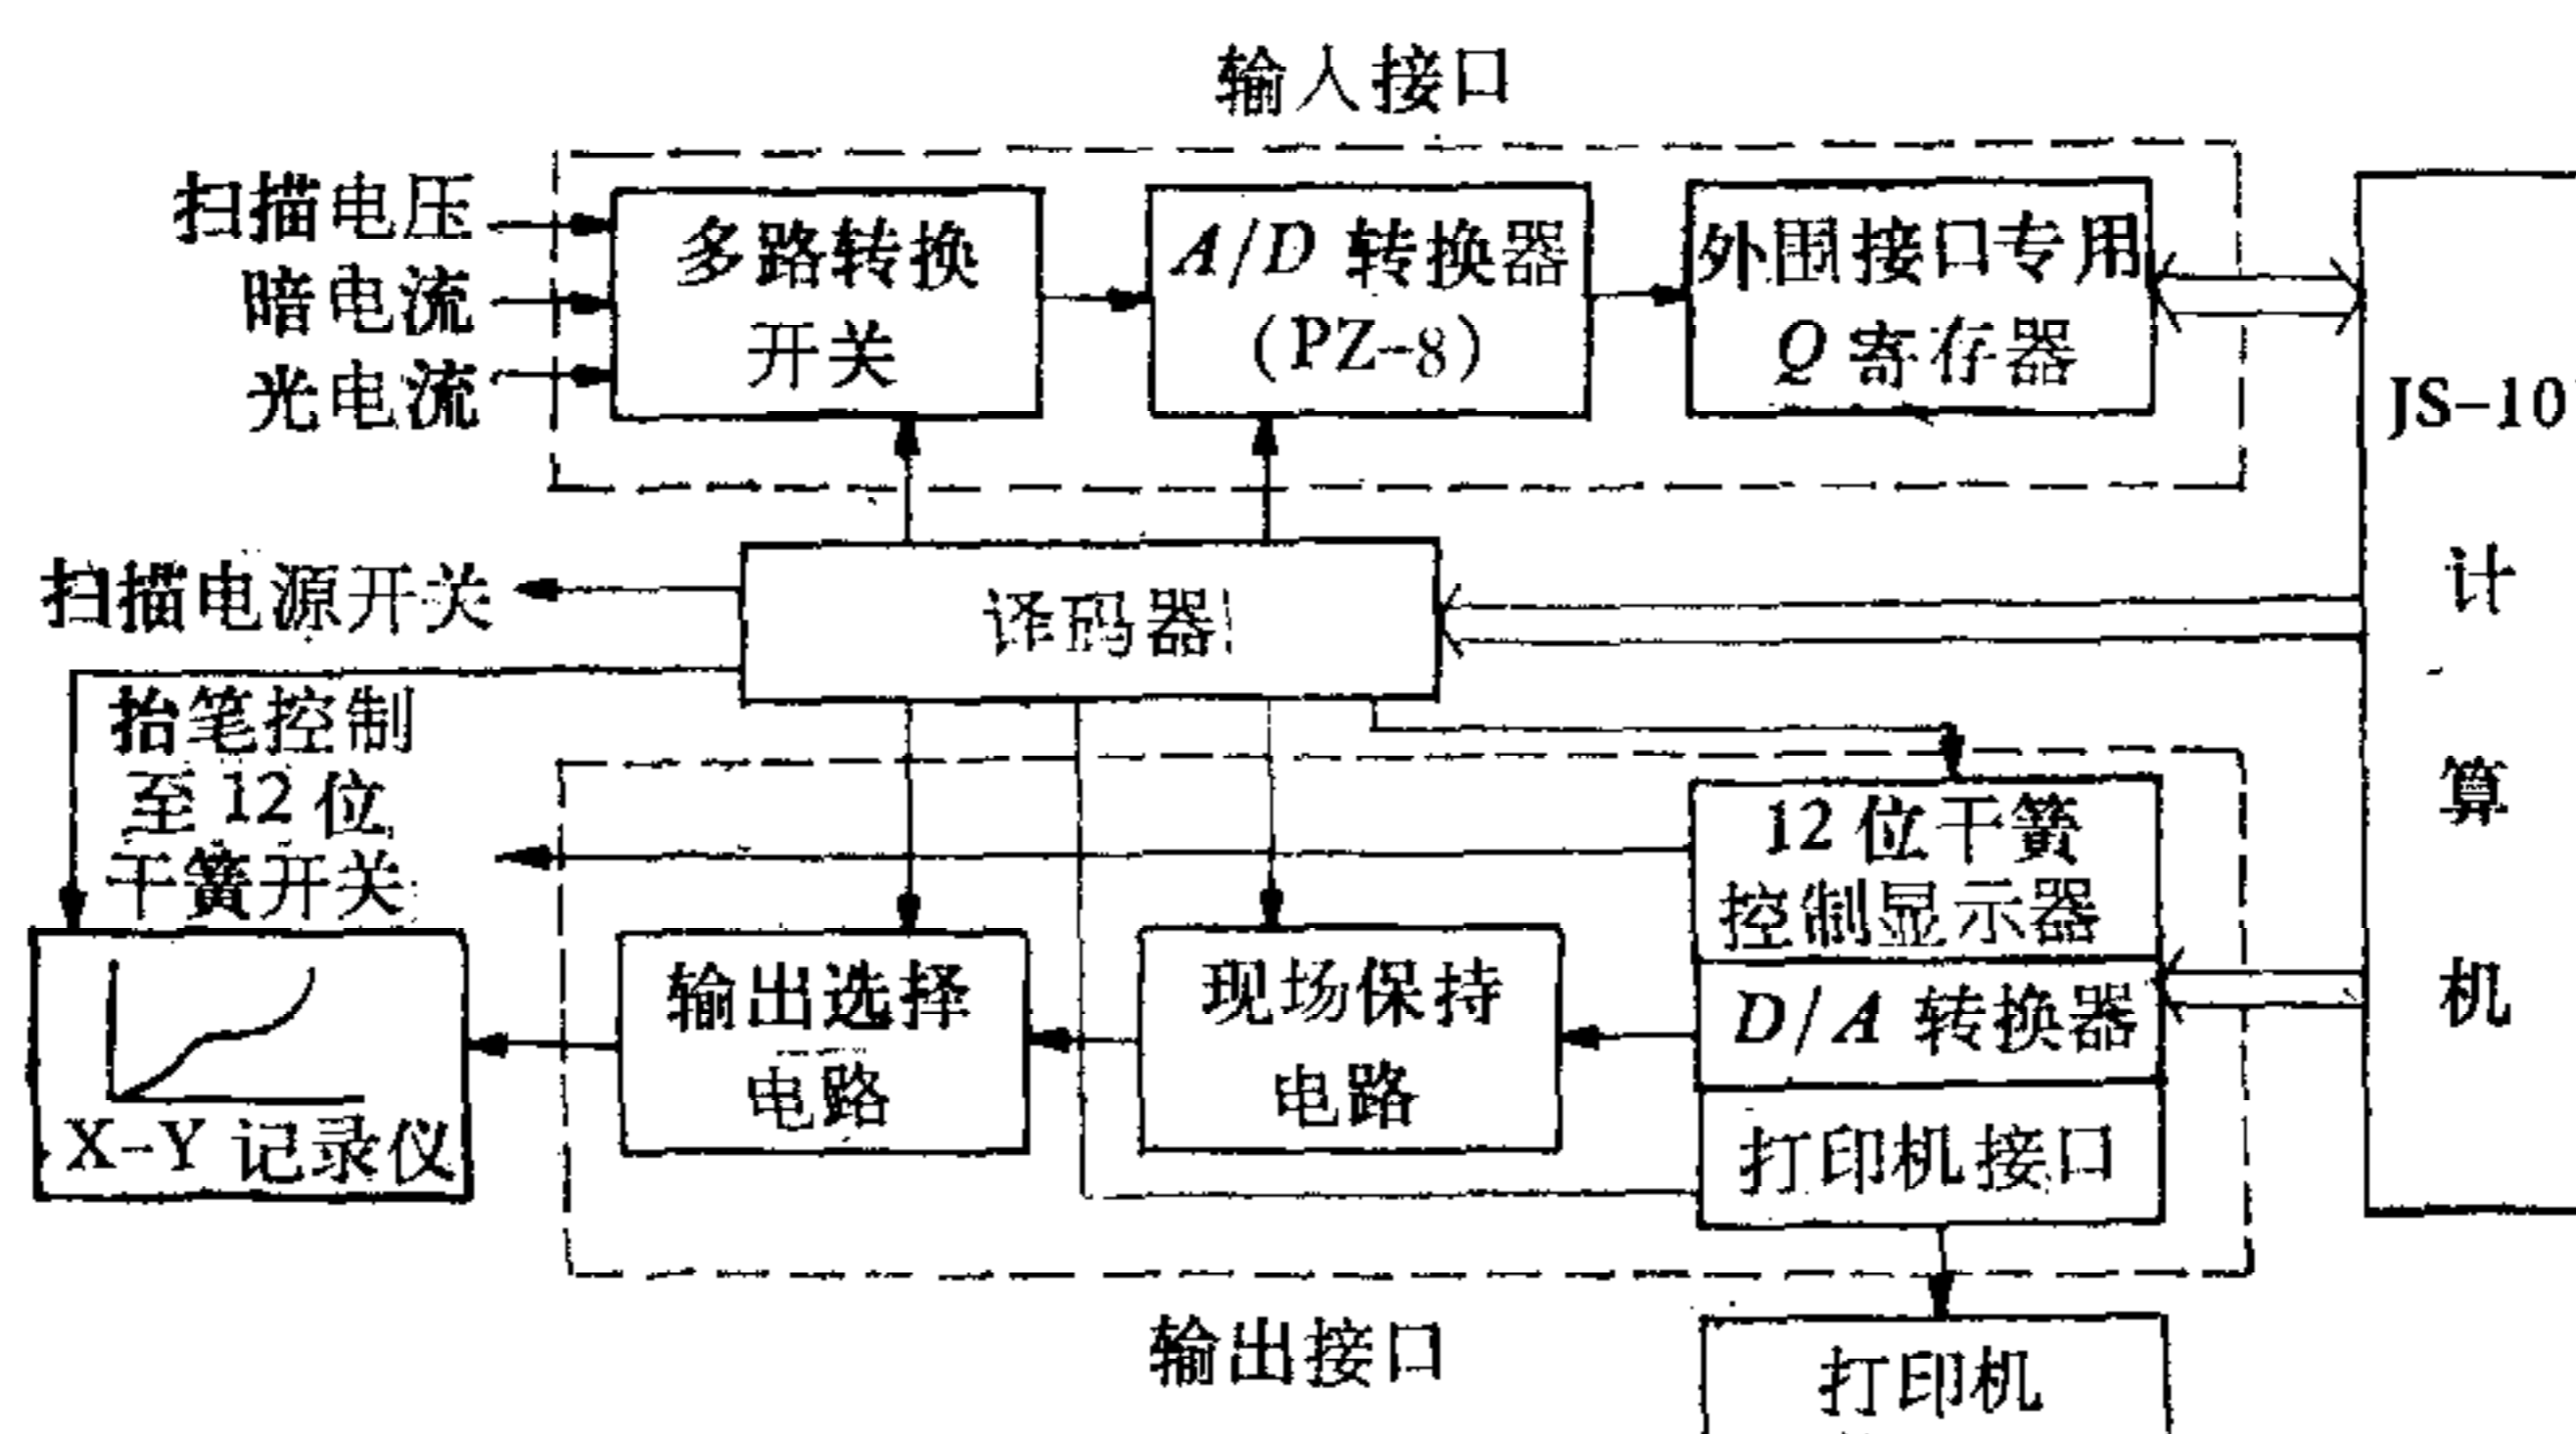 输入接口
扫描电压
暗电流
光电流
多路转换
开关
A/D 转换器
(PZ-8)
外围接口专用
Q 寄存器
JS-10
计
算
机
扫描电源开关
译码器
抬笔控制
至 12 位
干簧开关
12 位干簧
控制显示器
D/A 转换器
打印机接口
现场保持
电路
输出选择
电路
X-Y 记录仪
输出接口
打印机